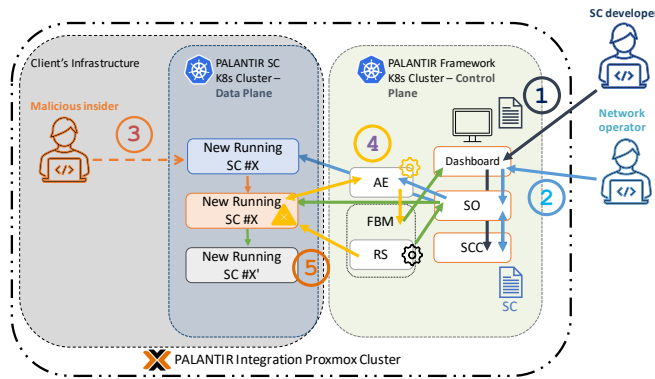 SC developer
Client's Infrastructure
PALANTIR SC
K8s Cluster –
Data Plane
PALANTIR Framework
K8s Cluster – Control
Plane
1
Malicious insider
3
4
Network
operator
New Running
SC #X
Dashboard
AE
2
New Running
SC #X
FBM
SO
RS
SCC
New Running
SC #X'
5
SC
PALANTIR Integration Proxmox Cluster